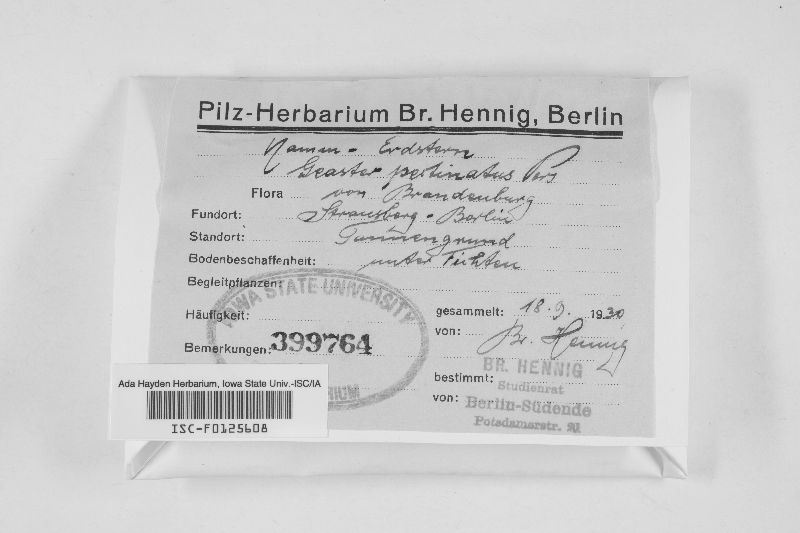 Pilz-Herbarium Br. Hennig, Berlin
Erdstern
Geaster pectinatus Pers
Flora von Brandenburg
Fundort: Strausberg - Berlin
Standort: Tannengrund
Bodenbeschaffenheit: unter Fichten
Begleitpflanzen:
IOWA STATE UNIVERSITY
Häufigkeit:
gesammelt: 18.9. 1930
von: Br. Hennig
Bemerkungen: 399764
BR. HENNIG
bestimmt: Studienrat
von: Berlin-Südende
Potsdamerstr.
Ada Hayden Herbarium, Iowa State Univ.-ISC/IA
ISC-F0125608